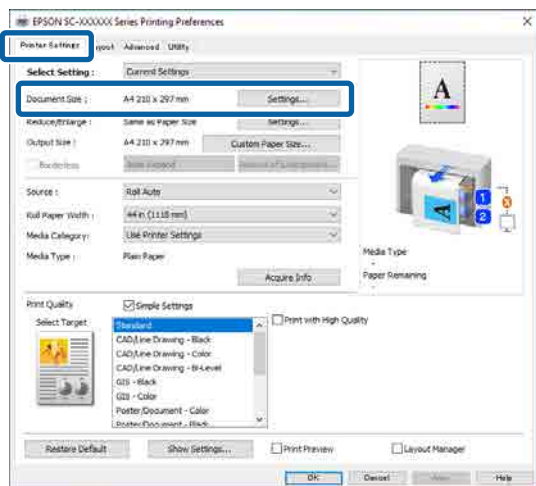 EPSON SC-XXXXXX Series Printing Preferences
Printer Settings Advanced Utility
Select Setting : Current Settings
Document Size : A4 210 x 297 mm Settings...
Reduce/Enlarge : Same as Paper Size Settings...
Output Size : A4 210 x 297 mm Custom Paper Size...
Borderless
Source : Roll Auto
Roll Paper Width : 44 in (1118 mm)
Media Category: Use Printer Settings
Media Type : Plain Paper
Acquire Info
A
A
1
2
Media Type
-
Paper Remaining
-
Print Quality Simple Settings
Select Target
Standard
CAD/Line Drawing - Black
CAD/Line Drawing - Color
CAD/Line Drawing - Bi-Level
GIS - Black
GIS - Color
Poster/Document - Color
Poster/Document - Black
Print with High Quality
Restore Default Show Settings... Print Preview Layout Manager
OK Cancel Help